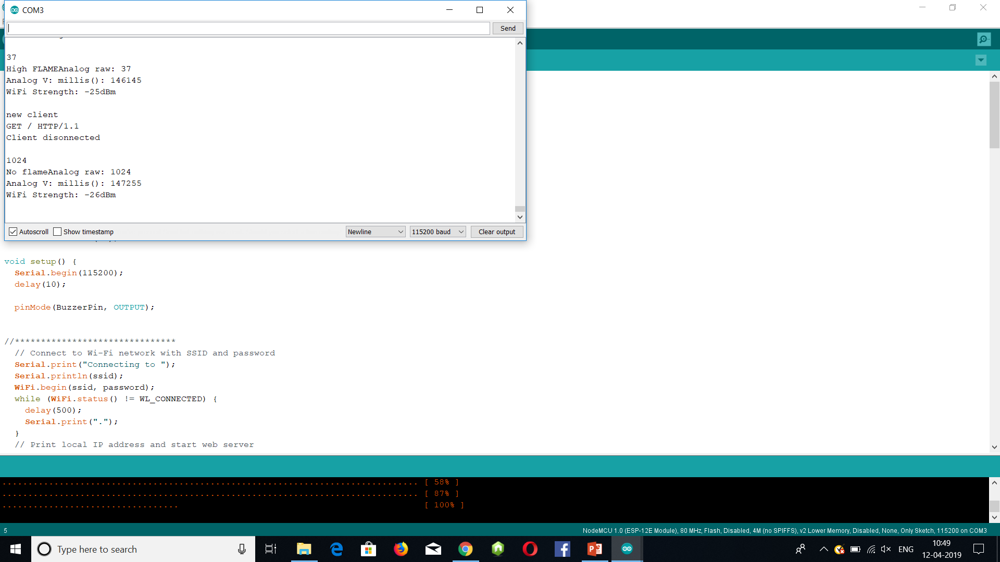 COM3
Send
37
High FLAMEAnalog raw: 37
Analog V: millis(): 146145
WiFi Strength: -25dBm
new client
GET / HTTP/1.1
Client disonnected
1024
No flameAnalog raw: 1024
Analog V: millis(): 147255
WiFi Strength: -26dBm
Autoscroll Show timestamp Newline 115200 baud Clear output
void setup() {
Serial.begin(115200);
delay(10);
pinMode(BuzzerPin, OUTPUT);
//*******************************
// Connect to Wi-Fi network with SSID and password
Serial.print("Connecting to ");
Serial.println(ssid);
WiFi.begin(ssid, password);
while (WiFi.status() != WL_CONNECTED) {
delay(500);
Serial.print(".");
}
// Print local IP address and start web server
................................................................................ [ 58% ]
................................................................................ [ 87% ]
.................................. [ 100% ]
5 NodeMCU 1.0 (ESP-12E Module), 80 MHz, Flash, Disabled, 4M (no SPIFFS), v2 Lower Memory, Disabled, None, Only Sketch, 115200 on COM3
Type here to search
ENG
10:49
12-04-2019